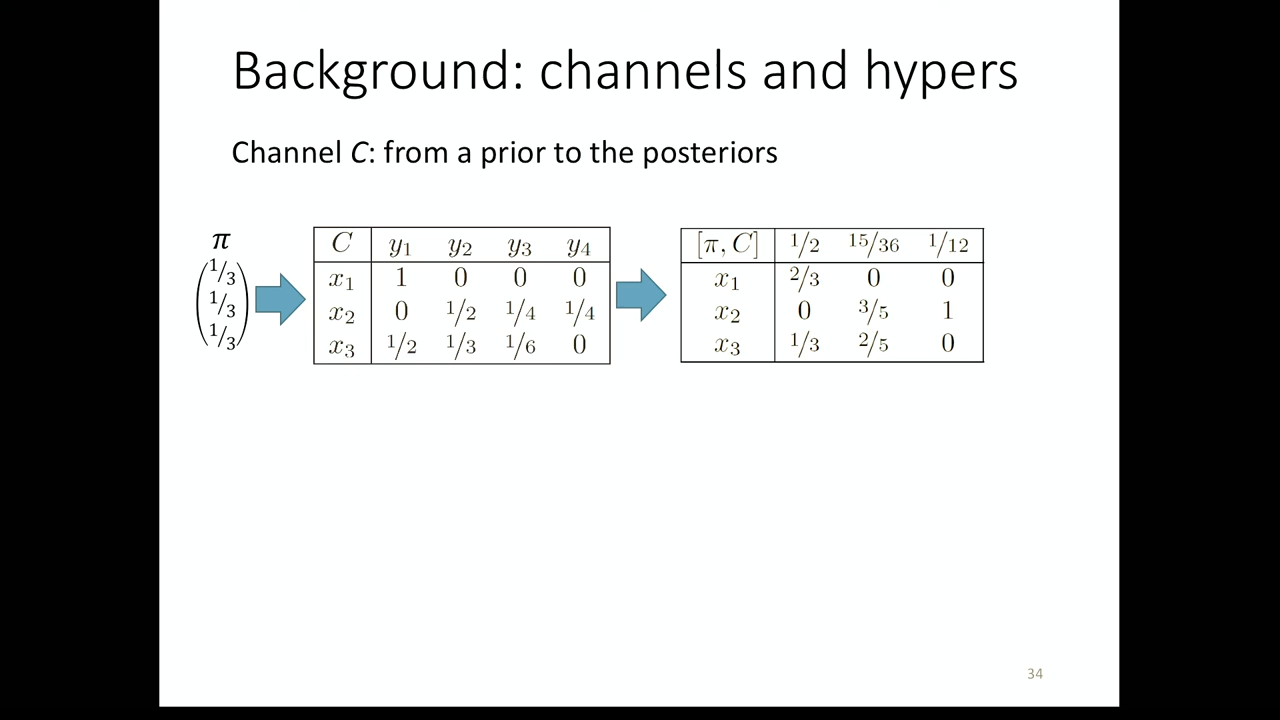 Background: channels and hypers
Channel C: from a prior to the posteriors
π
1/3
1/3
1/3
C y₁ y₂ y₃ y₄
x₁ 1 0 0 0
x₂ 0 1/2 1/4 1/4
x₃ 1/2 1/3 1/6 0
[π, C] 1/2 15/36 1/12
x₁ 2/3 0 0
x₂ 0 3/5 1
x₃ 1/3 2/5 0
34